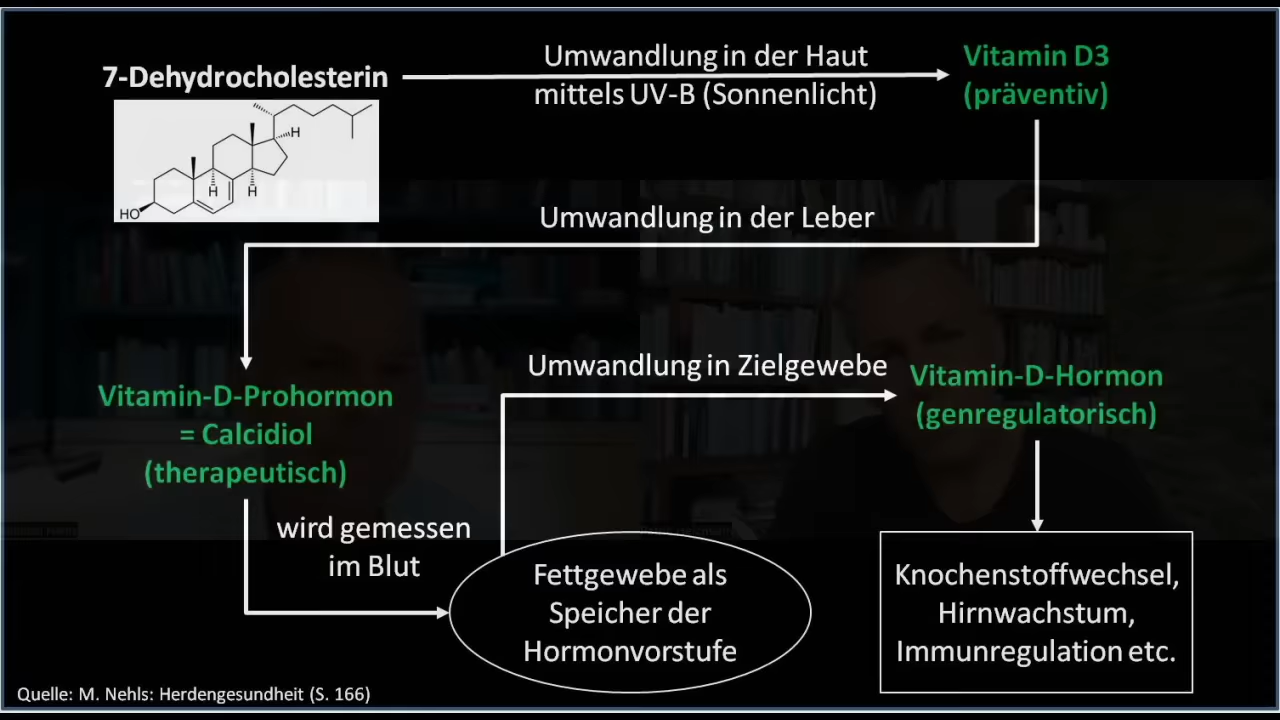 7-Dehydrocholesterin
Umwandlung in der Haut
mittels UV-B (Sonnenlicht)
Vitamin D3
(präventiv)
H
H
H
HO
Umwandlung in der Leber
Vitamin-D-Prohormon
= Calcidiol
(therapeutisch)
Umwandlung in Zielgewebe
Vitamin-D-Hormon
(genregulatorisch)
wird gemessen
im Blut
Fettgewebe als
Speicher der
Hormonvorstufe
Knochenstoffwechsel,
Hirnwachstum,
Immunregulation etc.
Quelle: M. Nehls: Herdengesundheit (S. 166)